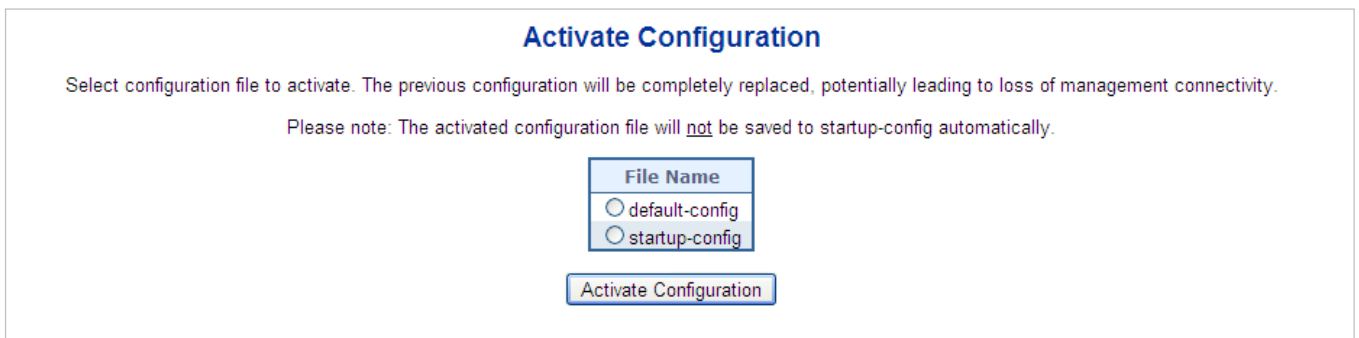 Activate Configuration
Select configuration file to activate. The previous configuration will be completely replaced, potentially leading to loss of management connectivity.
Please note: The activated configuration file will not be saved to startup-config automatically.
File Name
default-config
startup-config
Activate Configuration